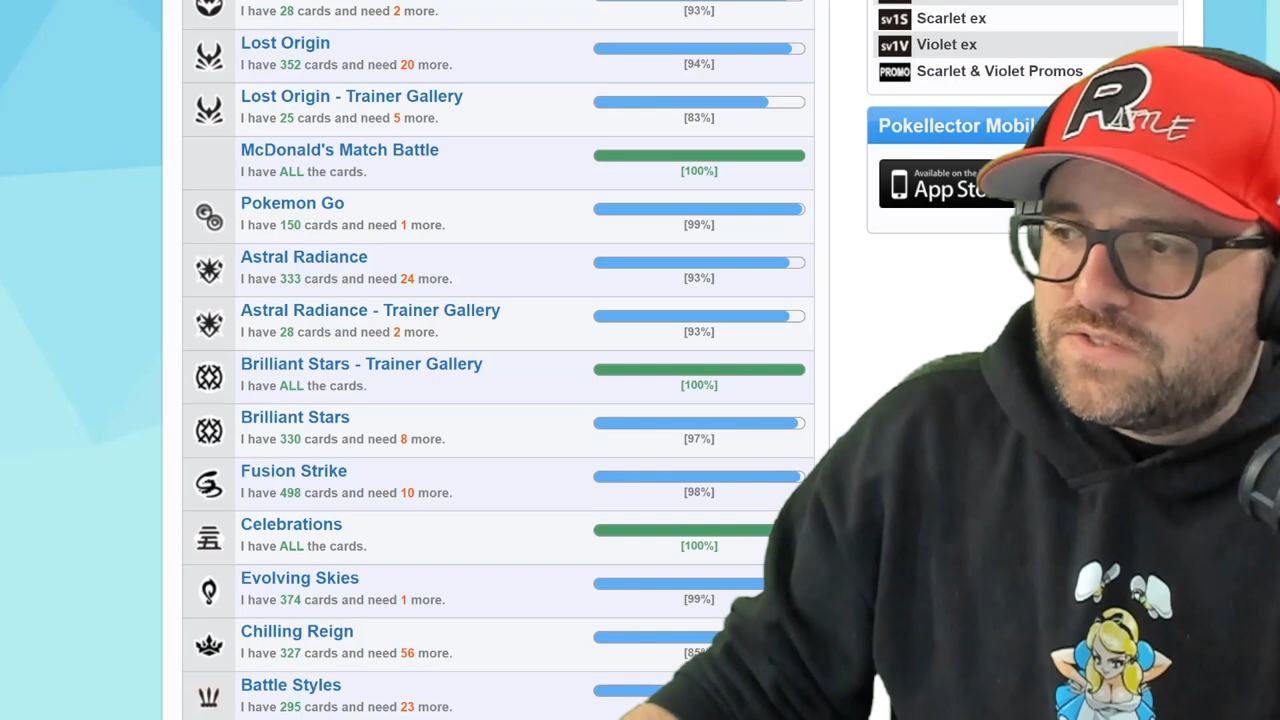 I have 28 cards and need 2 more.
[93%]
Lost Origin
I have 352 cards and need 20 more.
[94%]
Lost Origin - Trainer Gallery
I have 25 cards and need 5 more.
[83%]
McDonald's Match Battle
I have ALL the cards.
[100%]
Pokemon Go
I have 150 cards and need 1 more.
[99%]
Astral Radiance
I have 333 cards and need 24 more.
[93%]
Astral Radiance - Trainer Gallery
I have 28 cards and need 2 more.
[93%]
Brilliant Stars - Trainer Gallery
I have ALL the cards.
[100%]
Brilliant Stars
I have 330 cards and need 8 more.
[97%]
Fusion Strike
I have 498 cards and need 10 more.
[98%]
Celebrations
I have ALL the cards.
[100%]
Evolving Skies
I have 374 cards and need 1 more.
[99%]
Chilling Reign
I have 327 cards and need 56 more.
Battle Styles
I have 295 cards and need 23 more.
sv1S Scarlet ex
sv1V Violet ex
PROMO Scarlet & Violet Promos
Pokellector Mobil
Available on the
App Sto